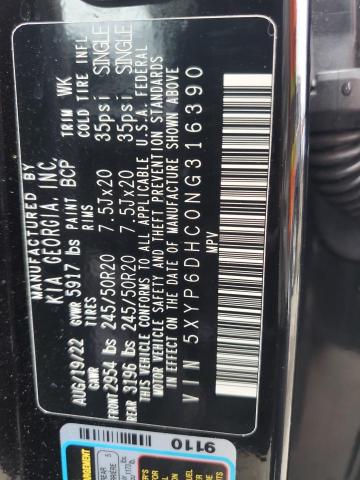 MANUFACTURED BY
KIA GEORGIA, INC.
AUG/19/22 PAINT BCP TRIM WK
GVWR 5917 lbs
GAWR TIRES RIMS COLD TIRE INFL
FRONT 2954 lbs 245/50R20 7.5Jx20 35psi SINGLE
REAR 3196 lbs 245/50R20 7.5Jx20 35psi SINGLE
THIS VEHICLE CONFORMS TO ALL APPLICABLE U.S.A. FEDERAL
MOTOR VEHICLE SAFETY AND THEFT PREVENTION STANDARDS
IN EFFECT ON THE DATE OF MANUFACTURE SHOWN ABOVE
VIN 5XYP6DHC0NG316390
MPV
9110